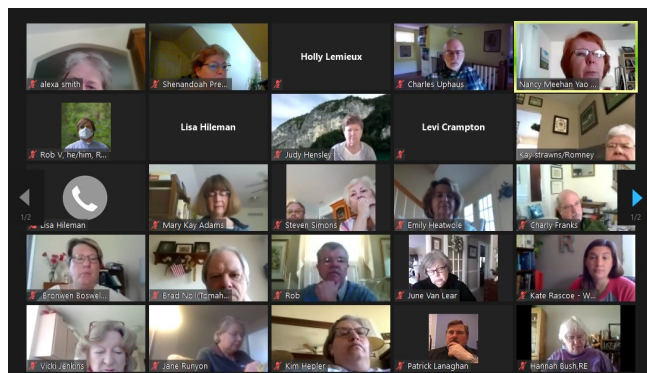 alexa smith
Shenandoah Pre...
Holly Lemieux
Charles Uphaus
Nancy Meehan Yao ...
Rob V, he/him, R...
Lisa Hileman
Judy Hensley
Levi Crampton
Kay strawns/Romney
1/2
Lisa Hileman
Mary Kay Adams
Steven Simons
Emily Heatwole
Charly Franks
1/2
Bronwen Boswel...
Brad Noll(Tomah...
Rob
June Van Lear
Kate Rascoe - W...
Vicki Jenkins
Jane Runyon
Kim Hepler
Patrick Lanaghan
Hannah Bush,RE